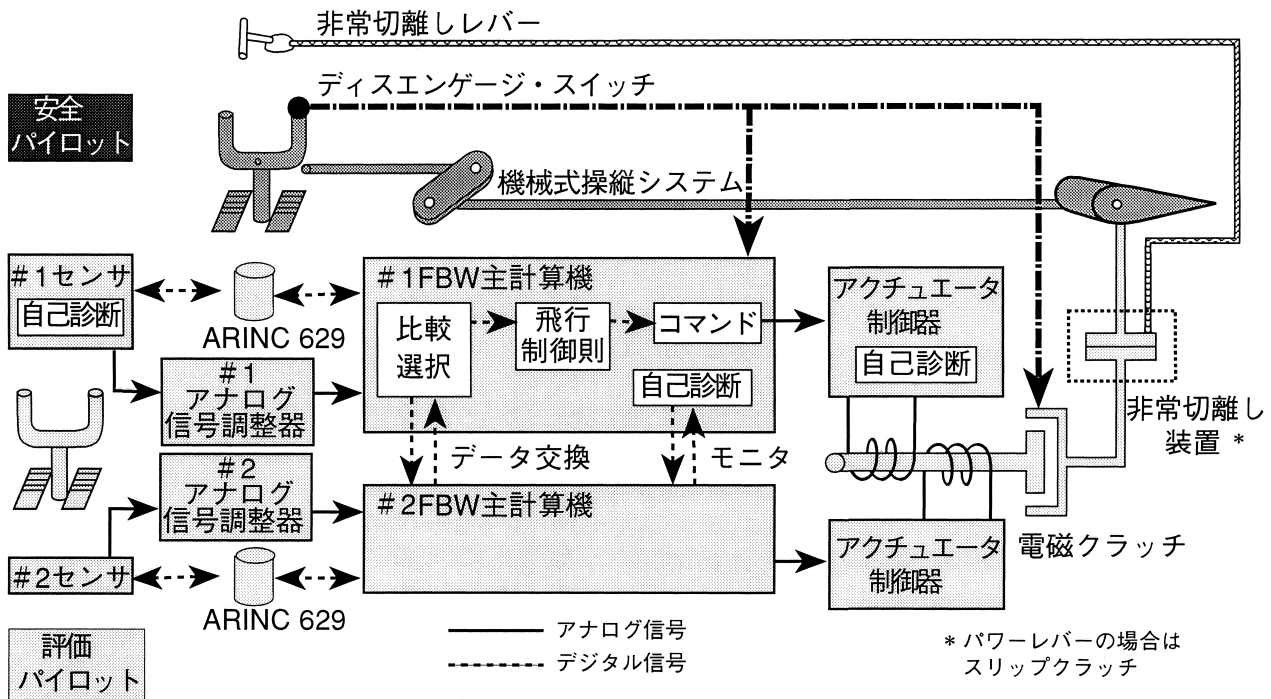 非常切離しレバー
ディスエンゲージ・スイッチ
安全
パイロット
機械式操縦システム
#1センサ
自己診断
ARINC 629
#1FBW主計算機
比較
選択
飛行
制御則
コマンド
自己診断
アクチュエータ
制御器
自己診断
#1
アナログ
信号調整器
非常切離し
装置 *
データ交換
モニタ
#2
アナログ
信号調整器
#2FBW主計算機
#2センサ
ARINC 629
アクチュエータ
制御器
電磁クラッチ
評価
パイロット
アナログ信号
デジタル信号
* パワーレバーの場合は
スリップクラッチ